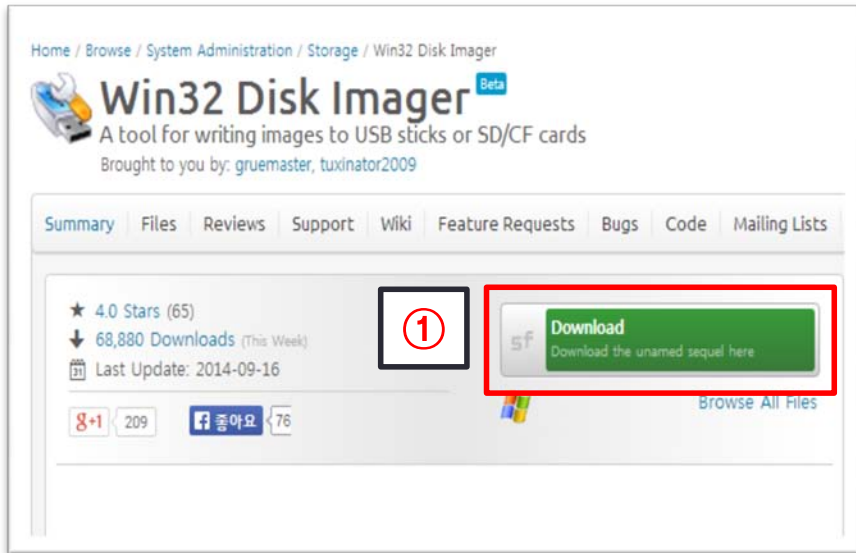 Home / Browse / System Administration / Storage / Win32 Disk Imager
Win32 Disk Imager Beta
A tool for writing images to USB sticks or SD/CF cards
Brought to you by: gruemaster, tuxinator2009
Summary Files Reviews Support Wiki Feature Requests Bugs Code Mailing Lists
4.0 Stars (65)
68,880 Downloads (This Week)
31 Last Update: 2014-09-16
g+1 209 f 좋아요 76
①
sf Download
Download the unamed sequel here
Browse All Files